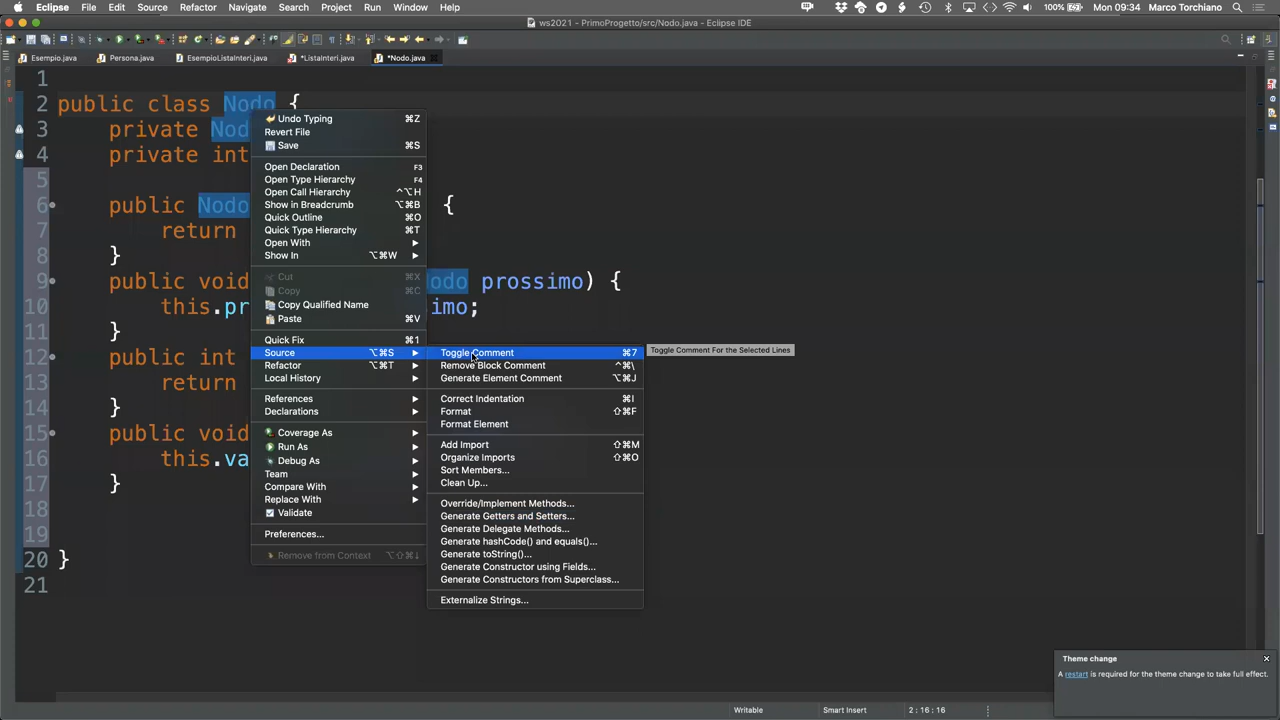 Eclipse File Edit Source Refactor Navigate Search Project Run Window Help 100% Mon 09:34 Marco Torchiano
ws2021 - PrimoProgetto/src/Nodo.java - Eclipse IDE
Esempio.java Persona.java EsempioListaInteri.java *ListaInteri.java *Nodo.java
1
2 public class Nodo {
3 private Nod
4 private int
5
6 public Nodo {
7 return
8 }
9 public void odo prossimo) {
10 this.pr imo;
11 }
12 public int
13 return
14 }
15 public void
16 this.va
17 }
18
19
20 }
21
Undo Typing ⌘Z
Revert File
Save ⌘S
Open Declaration F3
Open Type Hierarchy F4
Open Call Hierarchy ^⌥H
Show in Breadcrumb ⌥⌘B
Quick Outline ⌘O
Quick Type Hierarchy ⌘T
Open With
Show In ⌥⌘W
Cut ⌘X
Copy ⌘C
Copy Qualified Name
Paste ⌘V
Quick Fix ⌘1
Source ⌥⌘S
Refactor ⌥⌘T
Local History
References
Declarations
Coverage As
Run As
Debug As
Team
Compare With
Replace With
Validate
Preferences...
Remove from Context ⌥⇧⌘↓
Toggle Comment ⌘7
Remove Block Comment ^⌘\
Generate Element Comment ⌥⌘J
Correct Indentation ⌘I
Format ⇧⌘F
Format Element
Add Import ⇧⌘M
Organize Imports ⇧⌘O
Sort Members...
Clean Up...
Override/Implement Methods...
Generate Getters and Setters...
Generate Delegate Methods...
Generate hashCode() and equals()...
Generate toString()...
Generate Constructor using Fields...
Generate Constructors from Superclass...
Externalize Strings...
Toggle Comment For the Selected Lines
Theme change
A restart is required for the theme change to take full effect.
Writable Smart Insert 2 : 16 : 16